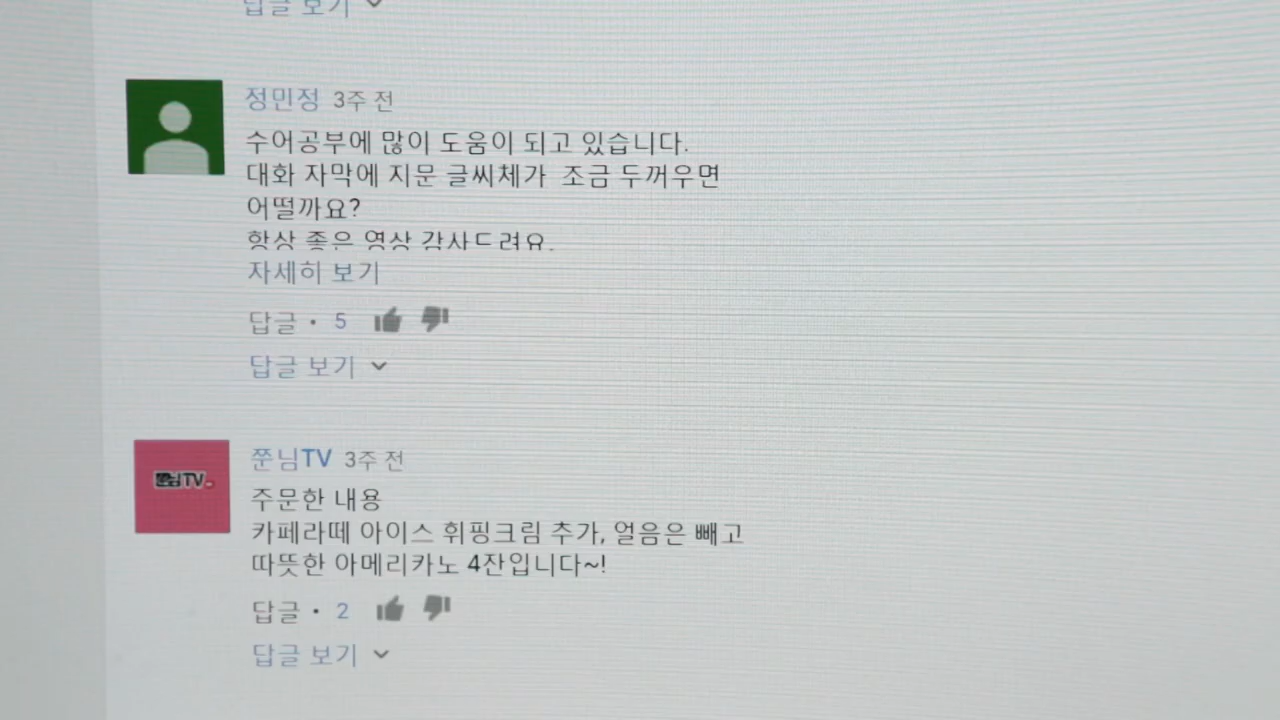 답글 보기
정민정 3주 전
수어공부에 많이 도움이 되고 있습니다.
대화 자막에 지문 글씨체가 조금 두꺼우면
어떨까요?
항상 좋은 영상 감사드려요.
자세히 보기
답글 · 5
답글 보기
쭌님TV
쭌님TV 3주 전
주문한 내용
카페라떼 아이스 휘핑크림 추가, 얼음은 빼고
따뜻한 아메리카노 4잔입니다~!
답글 · 2
답글 보기